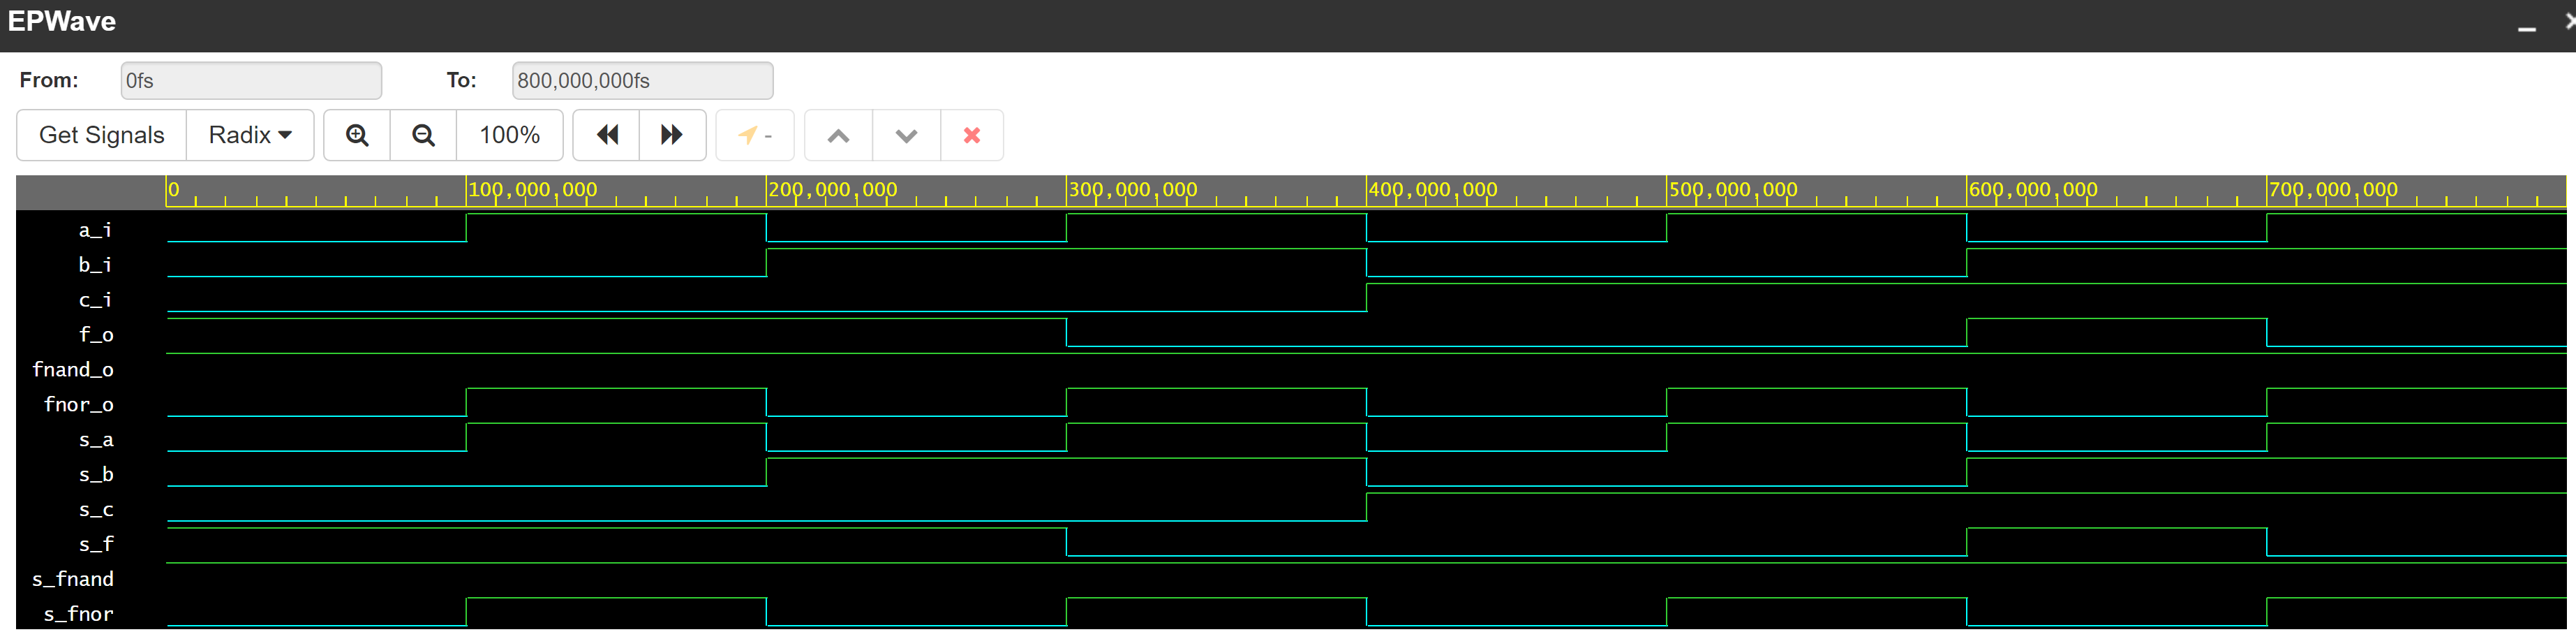 EPWave
From: 0fs To: 800,000,000fs
Get Signals Radix 100% -
0 100,000,000 200,000,000 300,000,000 400,000,000 500,000,000 600,000,000 700,000,000
a_i
b_i
c_i
f_o
fnand_o
fnor_o
s_a
s_b
s_c
s_f
s_fnand
s_fnor